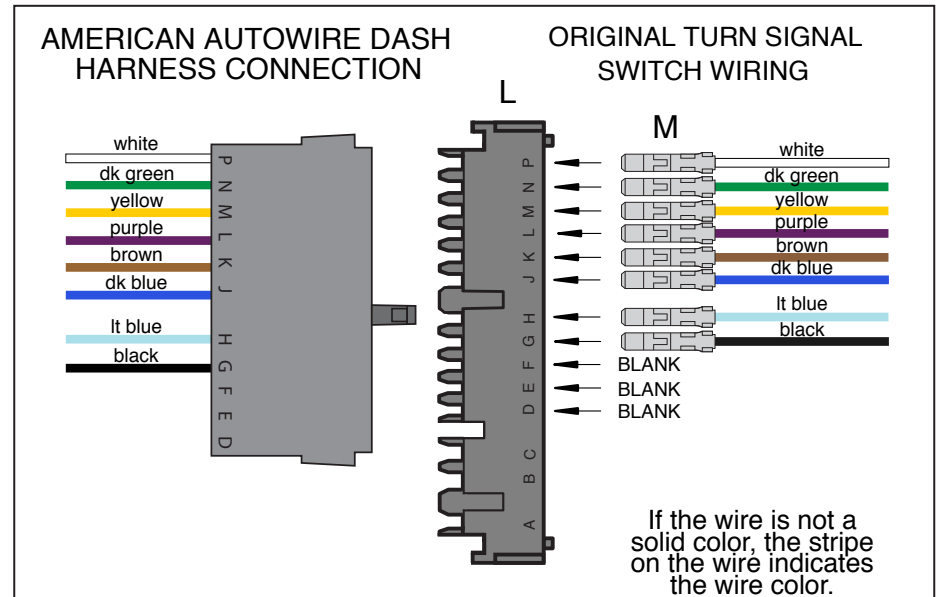 AMERICAN AUTOWIRE DASH
HARNESS CONNECTION
ORIGINAL TURN SIGNAL
SWITCH WIRING
L
M
white
dk green
yellow
purple
brown
dk blue
lt blue
black
P
N
M
L
K
J
H
G
F
E
D
P
N
M
L
K
J
H
G
F
E
D
C
B
A
white
dk green
yellow
purple
brown
dk blue
lt blue
black
BLANK
BLANK
BLANK
If the wire is not a
solid color, the stripe
on the wire indicates
the wire color.